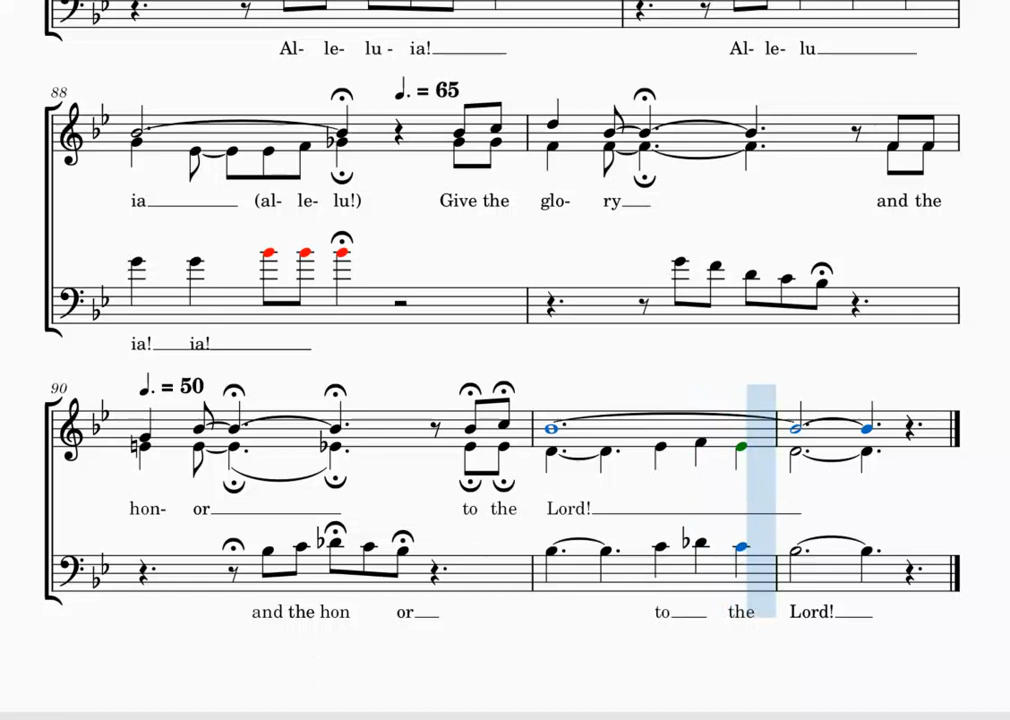 Al- le- lu - ia! Al- le- lu
88
♩. = 65
ia (al- le- lu!) Give the glo- ry and the
ia! ia!
90
♩. = 50
hon- or to the Lord!
and the hon or to the Lord!